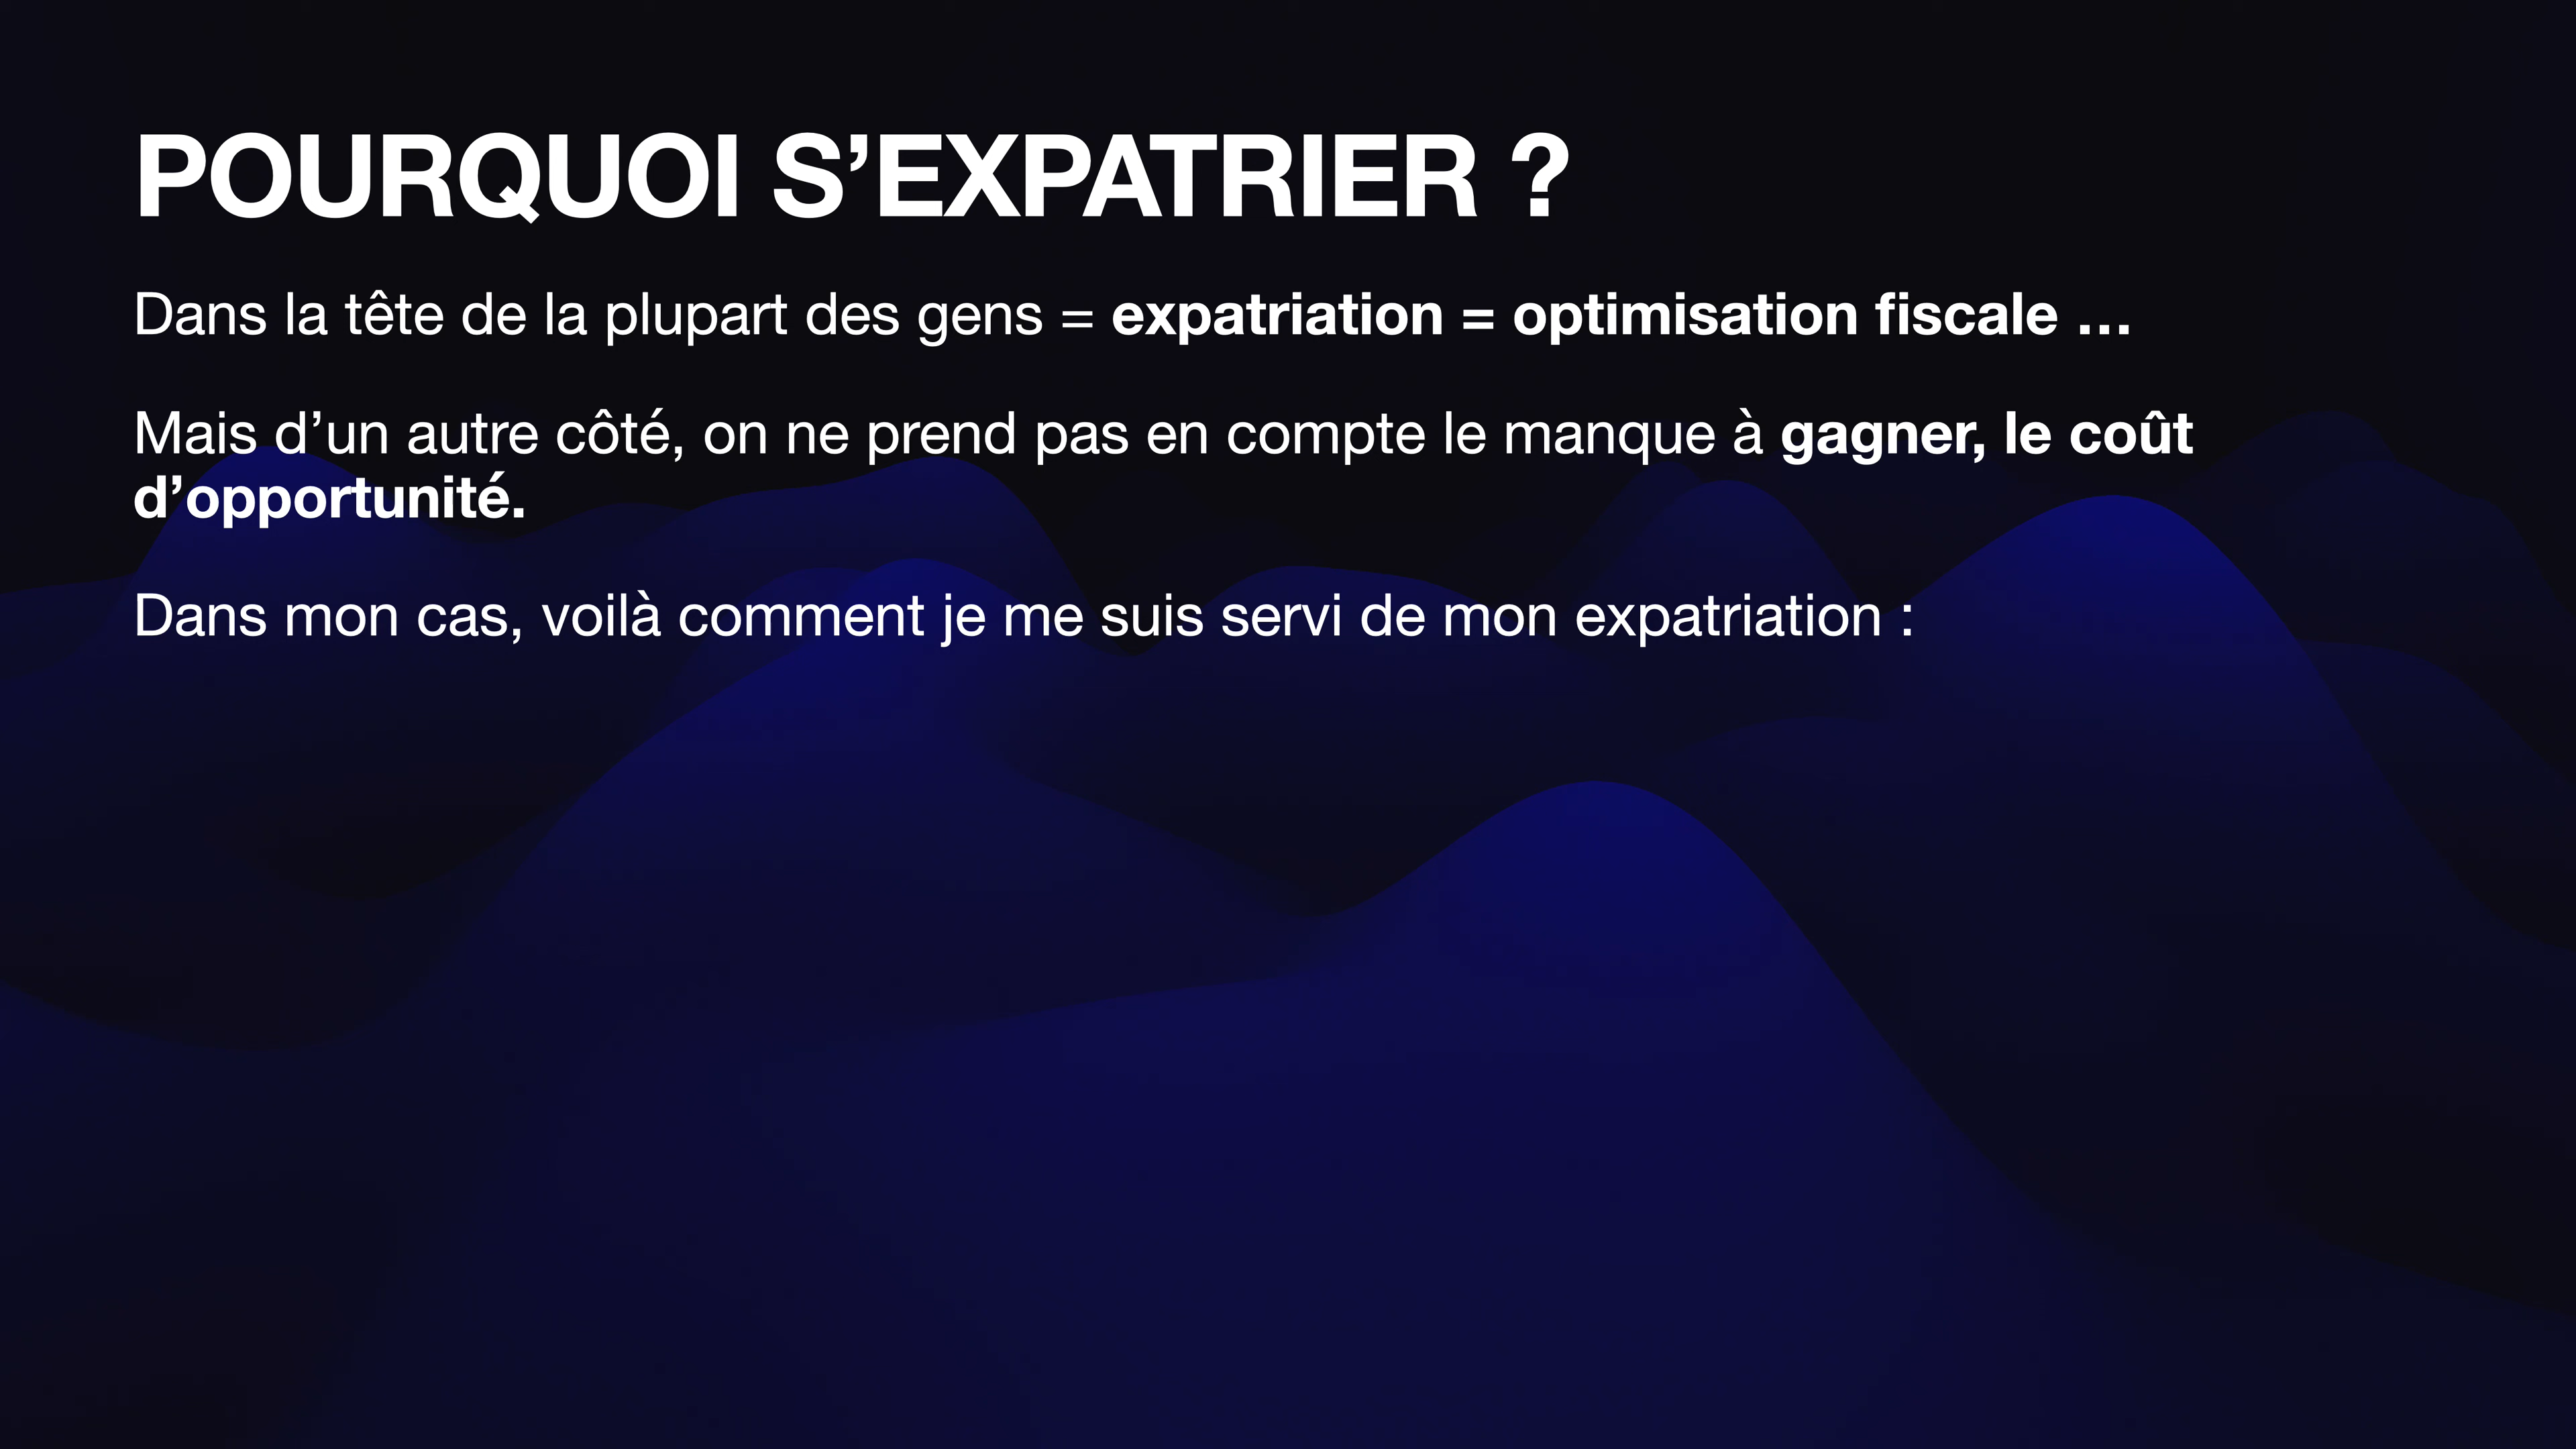 POURQUOI S’EXPATRIER ?
Dans la tête de la plupart des gens = expatriation = optimisation fiscale …
Mais d’un autre côté, on ne prend pas en compte le manque à gagner, le coût
d’opportunité.
Dans mon cas, voilà comment je me suis servi de mon expatriation :